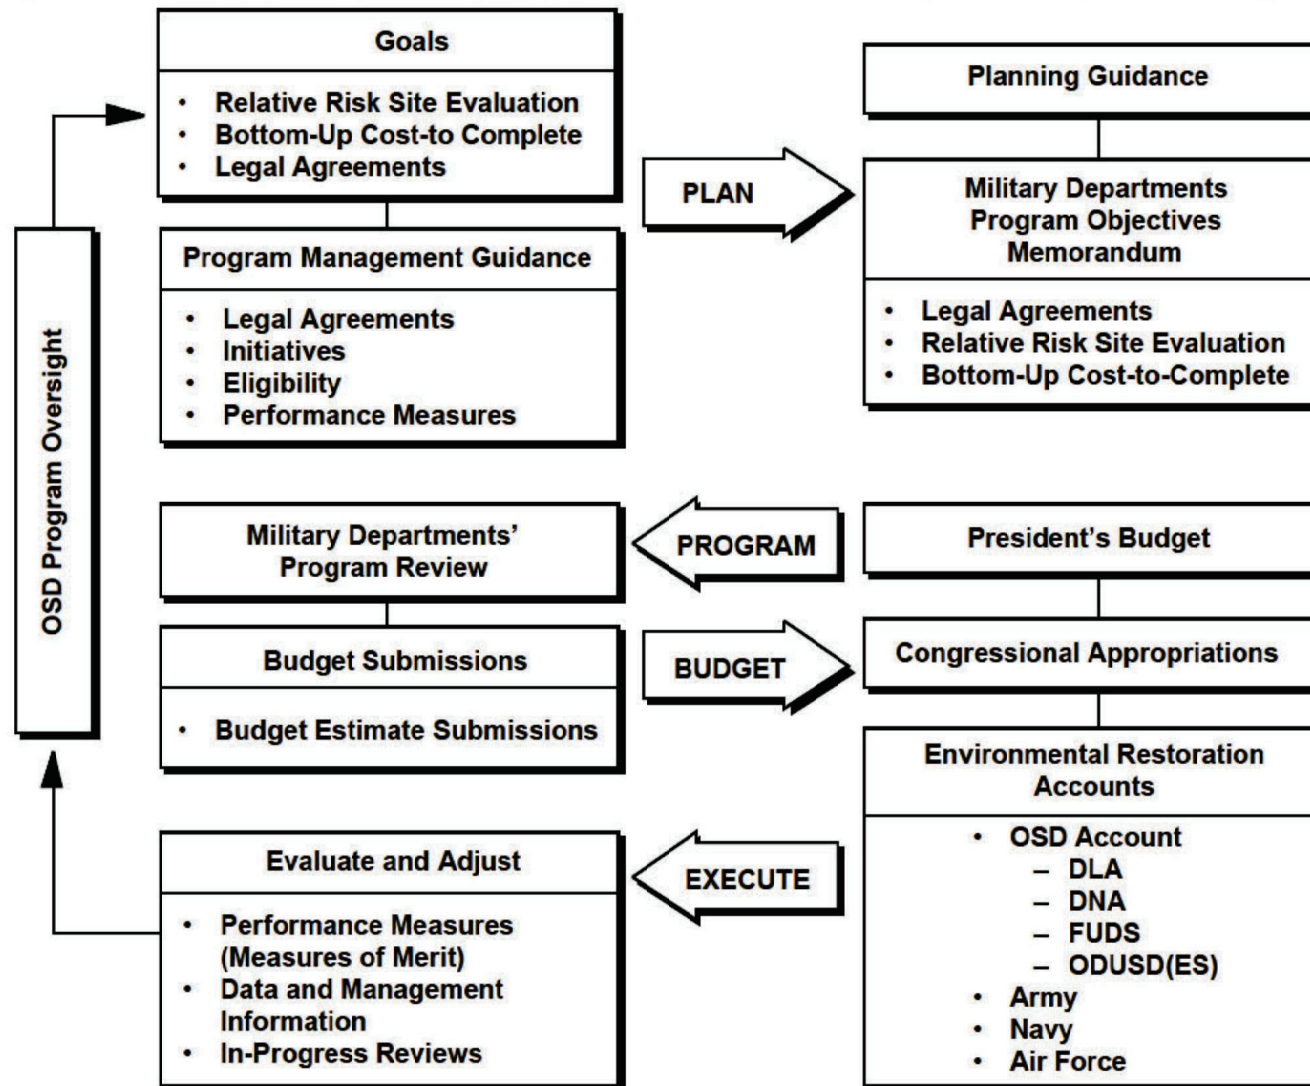 Goals
• Relative Risk Site Evaluation
• Bottom-Up Cost-to Complete
• Legal Agreements
Program Management Guidance
• Legal Agreements
• Initiatives
• Eligibility
• Performance Measures
OSD Program Oversight
PLAN
Planning Guidance
Military Departments
Program Objectives
Memorandum
• Legal Agreements
• Relative Risk Site Evaluation
• Bottom-Up Cost-to-Complete
Military Departments'
Program Review
PROGRAM
President's Budget
Budget Submissions
• Budget Estimate Submissions
BUDGET
Congressional Appropriations
Environmental Restoration
Accounts
• OSD Account
– DLA
– DNA
– FUDS
– ODUSD(ES)
• Army
• Navy
• Air Force
EXECUTE
Evaluate and Adjust
• Performance Measures
(Measures of Merit)
• Data and Management
Information
• In-Progress Reviews